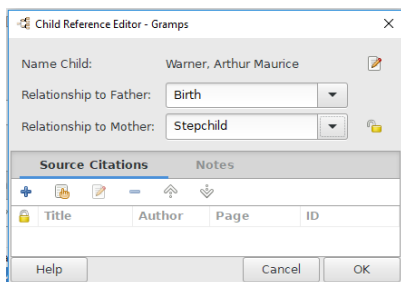 Child Reference Editor - Gramps
Name Child: Warner, Arthur Maurice
Relationship to Father: Birth
Relationship to Mother: Stepchild
Source Citations Notes
Title Author Page ID
Help Cancel OK